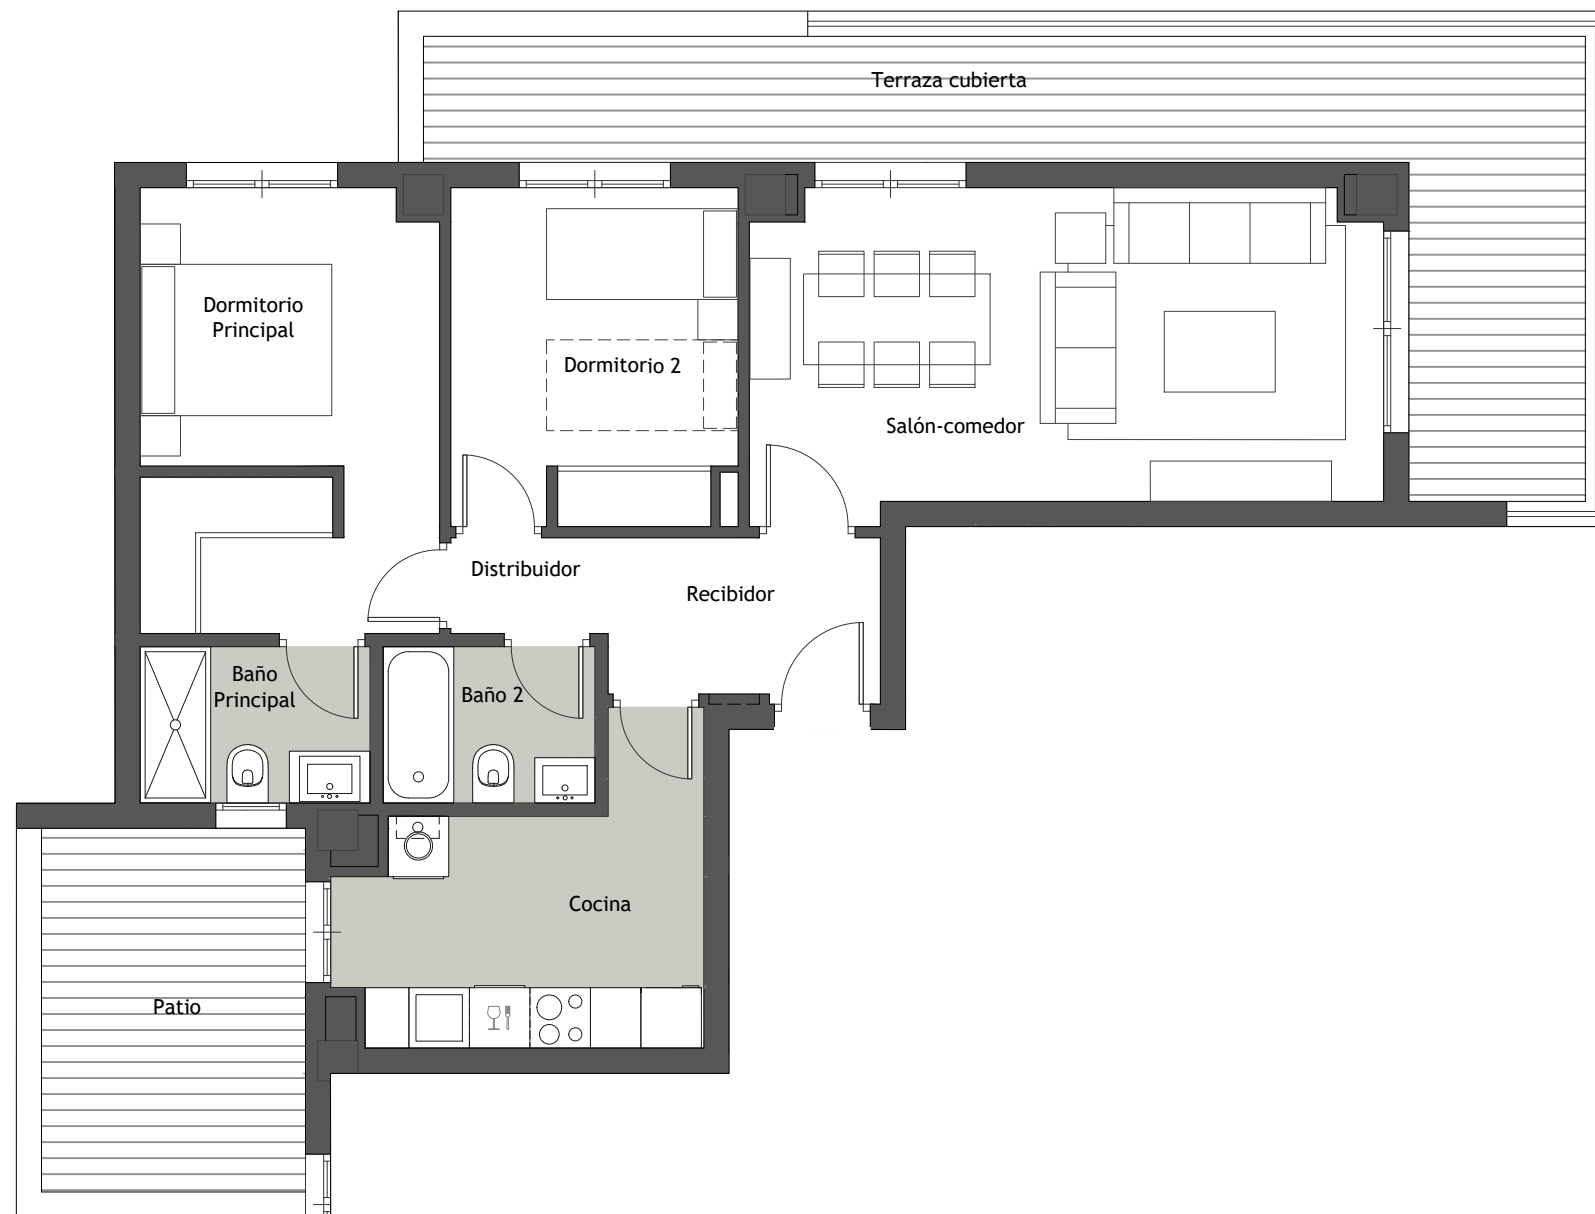 Terraza cubierta
Dormitorio
Principal
Dormitorio 2
Salón-comedor
Distribuidor
Recibidor
Baño
Principal
Baño 2
Cocina
Patio